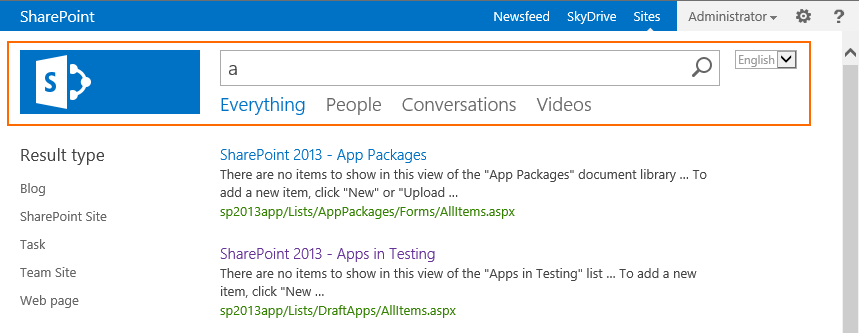 SharePoint Newsfeed SkyDrive Sites Administrator ?
S
a English
Everything People Conversations Videos
Result type
Blog
SharePoint Site
Task
Team Site
Web page
SharePoint 2013 - App Packages
There are no items to show in this view of the "App Packages" document library ... To
add a new item, click "New" or "Upload ...
sp2013app/Lists/AppPackages/Forms/AllItems.aspx
SharePoint 2013 - Apps in Testing
There are no items to show in this view of the "Apps in Testing" list ... To add a new
item, click "New ...
sp2013app/Lists/DraftApps/AllItems.aspx